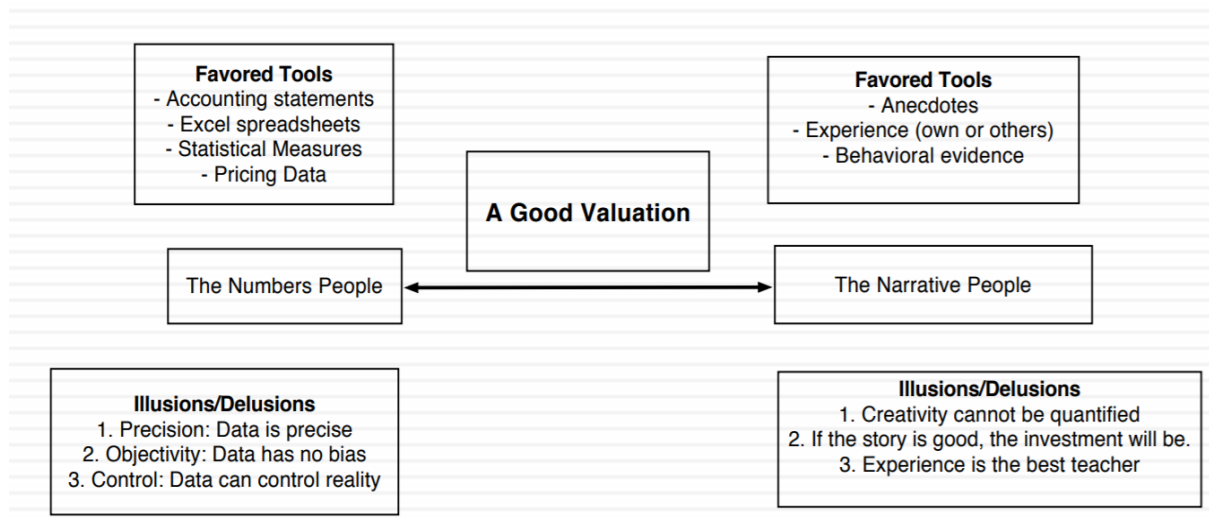 Favored Tools
- Accounting statements
- Excel spreadsheets
- Statistical Measures
- Pricing Data
Favored Tools
- Anecdotes
- Experience (own or others)
- Behavioral evidence
A Good Valuation
The Numbers People
The Narrative People
Illusions/Delusions
1. Precision: Data is precise
2. Objectivity: Data has no bias
3. Control: Data can control reality
Illusions/Delusions
1. Creativity cannot be quantified
2. If the story is good, the investment will be.
3. Experience is the best teacher